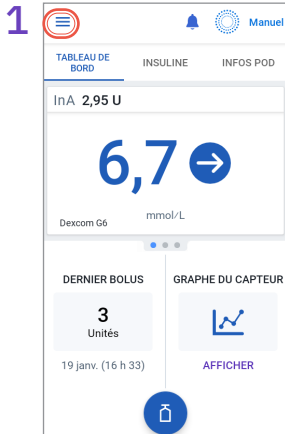 1
Manuel
TABLEAU DE
BORD
INSULINE
INFOS POD
InA 2,95 U
6,7
mmol/L
Dexcom G6
DERNIER BOLUS
GRAPHE DU CAPTEUR
3
Unités
19 janv. (16 h 33)
AFFICHER